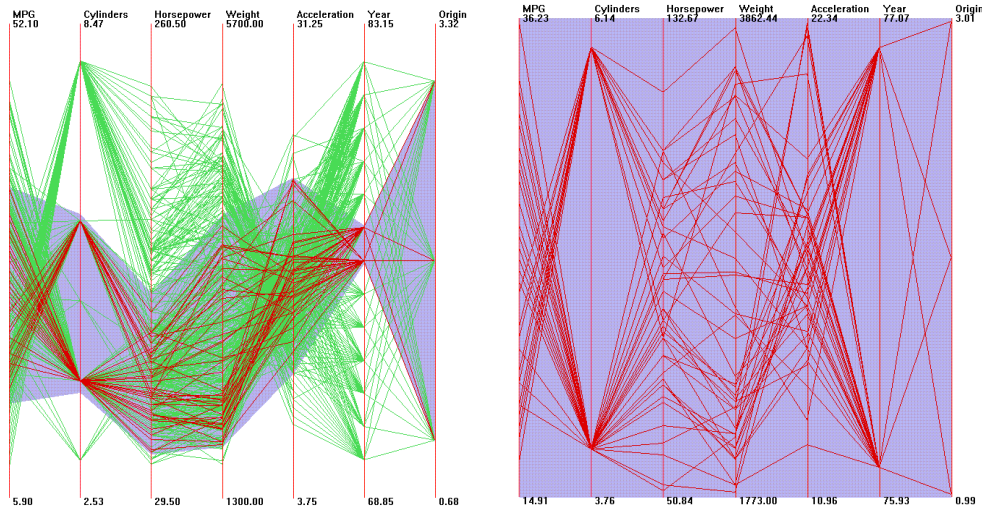 MPG Cylinders Horsepower Weight Acceleration Year Origin
52.10 8.47 260.50 5700.00 31.25 83.15 3.32
5.90 2.53 29.50 1300.00 3.75 68.85 0.68
MPG Cylinders Horsepower Weight Acceleration Year Origin
36.23 6.14 132.67 3862.44 22.34 77.07 3.01
14.91 3.76 50.84 1773.00 10.96 75.93 0.99